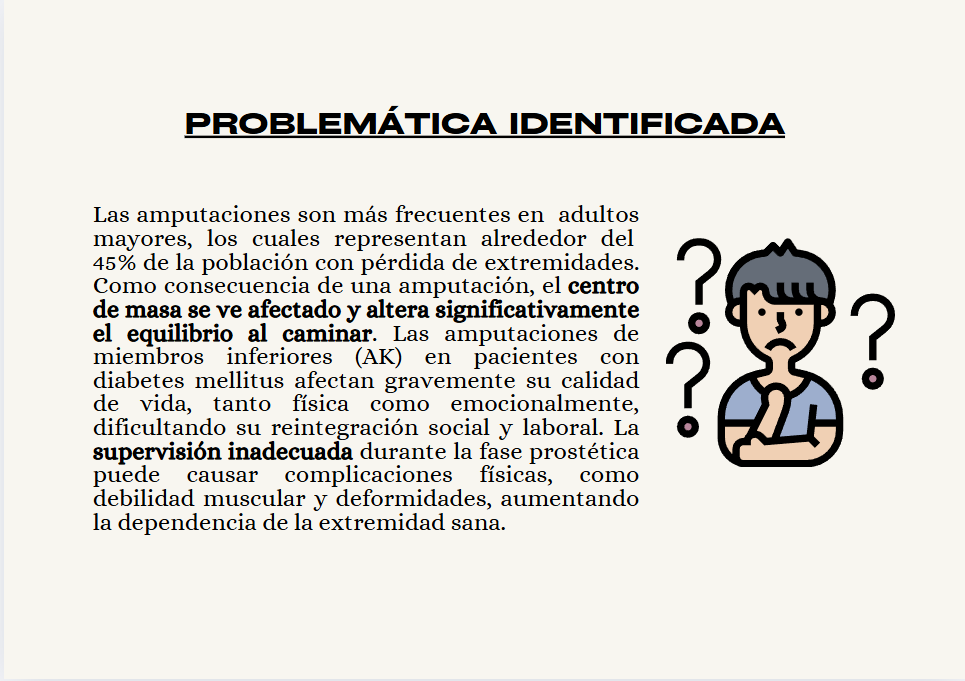 PROBLEMÁTICA IDENTIFICADA
Las amputaciones son más frecuentes en adultos
mayores, los cuales representan alrededor del
45% de la población con pérdida de extremidades.
Como consecuencia de una amputación, el centro
de masa se ve afectado y altera significativamente
el equilibrio al caminar. Las amputaciones de
miembros inferiores (AK) en pacientes con
diabetes mellitus afectan gravemente su calidad
de vida, tanto física como emocionalmente,
dificultando su reintegración social y laboral. La
supervisión inadecuada durante la fase prostética
puede causar complicaciones físicas, como
debilidad muscular y deformidades, aumentando
la dependencia de la extremidad sana.